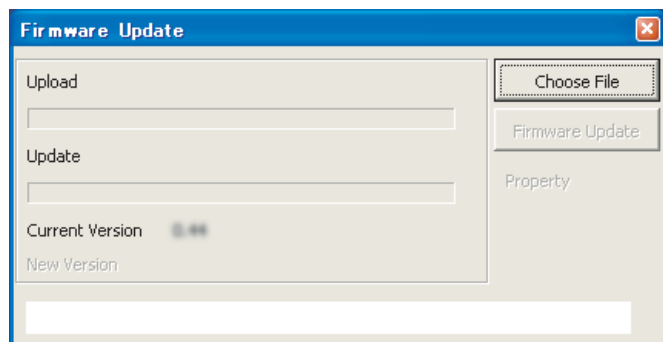 Firmware Update
Upload
Choose File
Firmware Update
Update
Property
Current Version
New Version